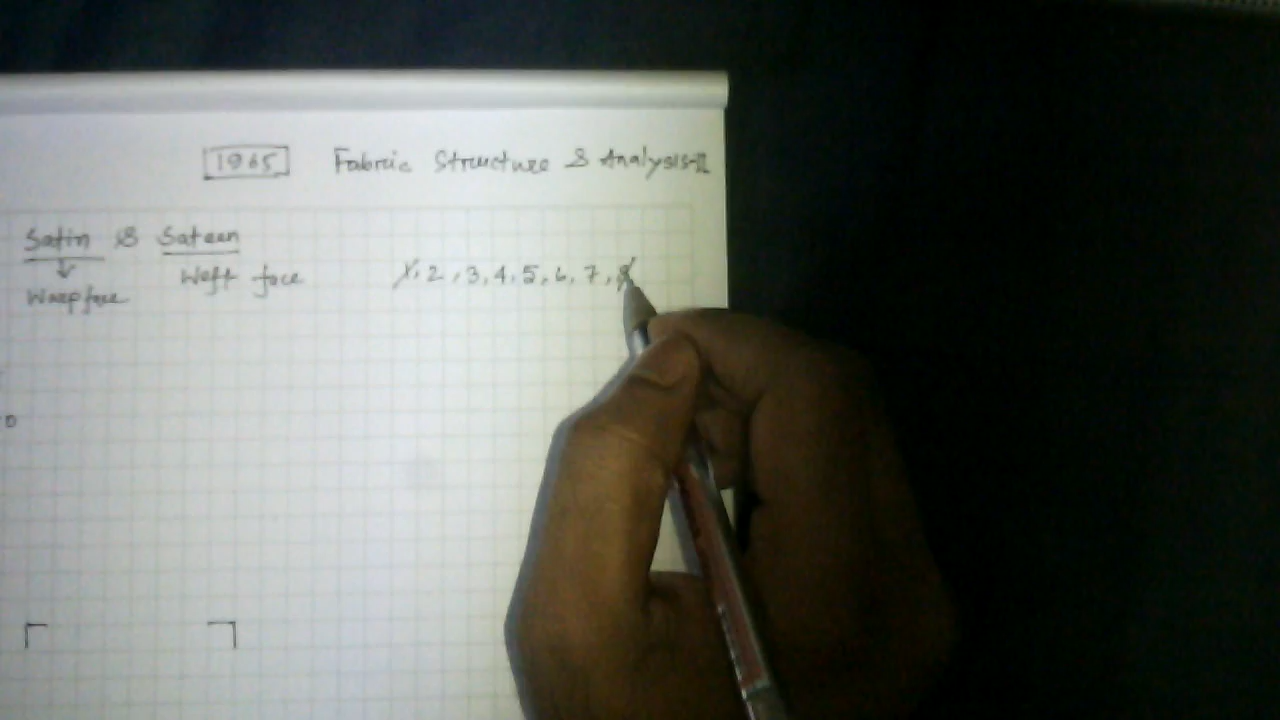 1965 Fabric Structure & Analysis-II
Satin & Sateen
Weft face 1, 2, 3, 4, 5, 6, 7, 8
Warp face